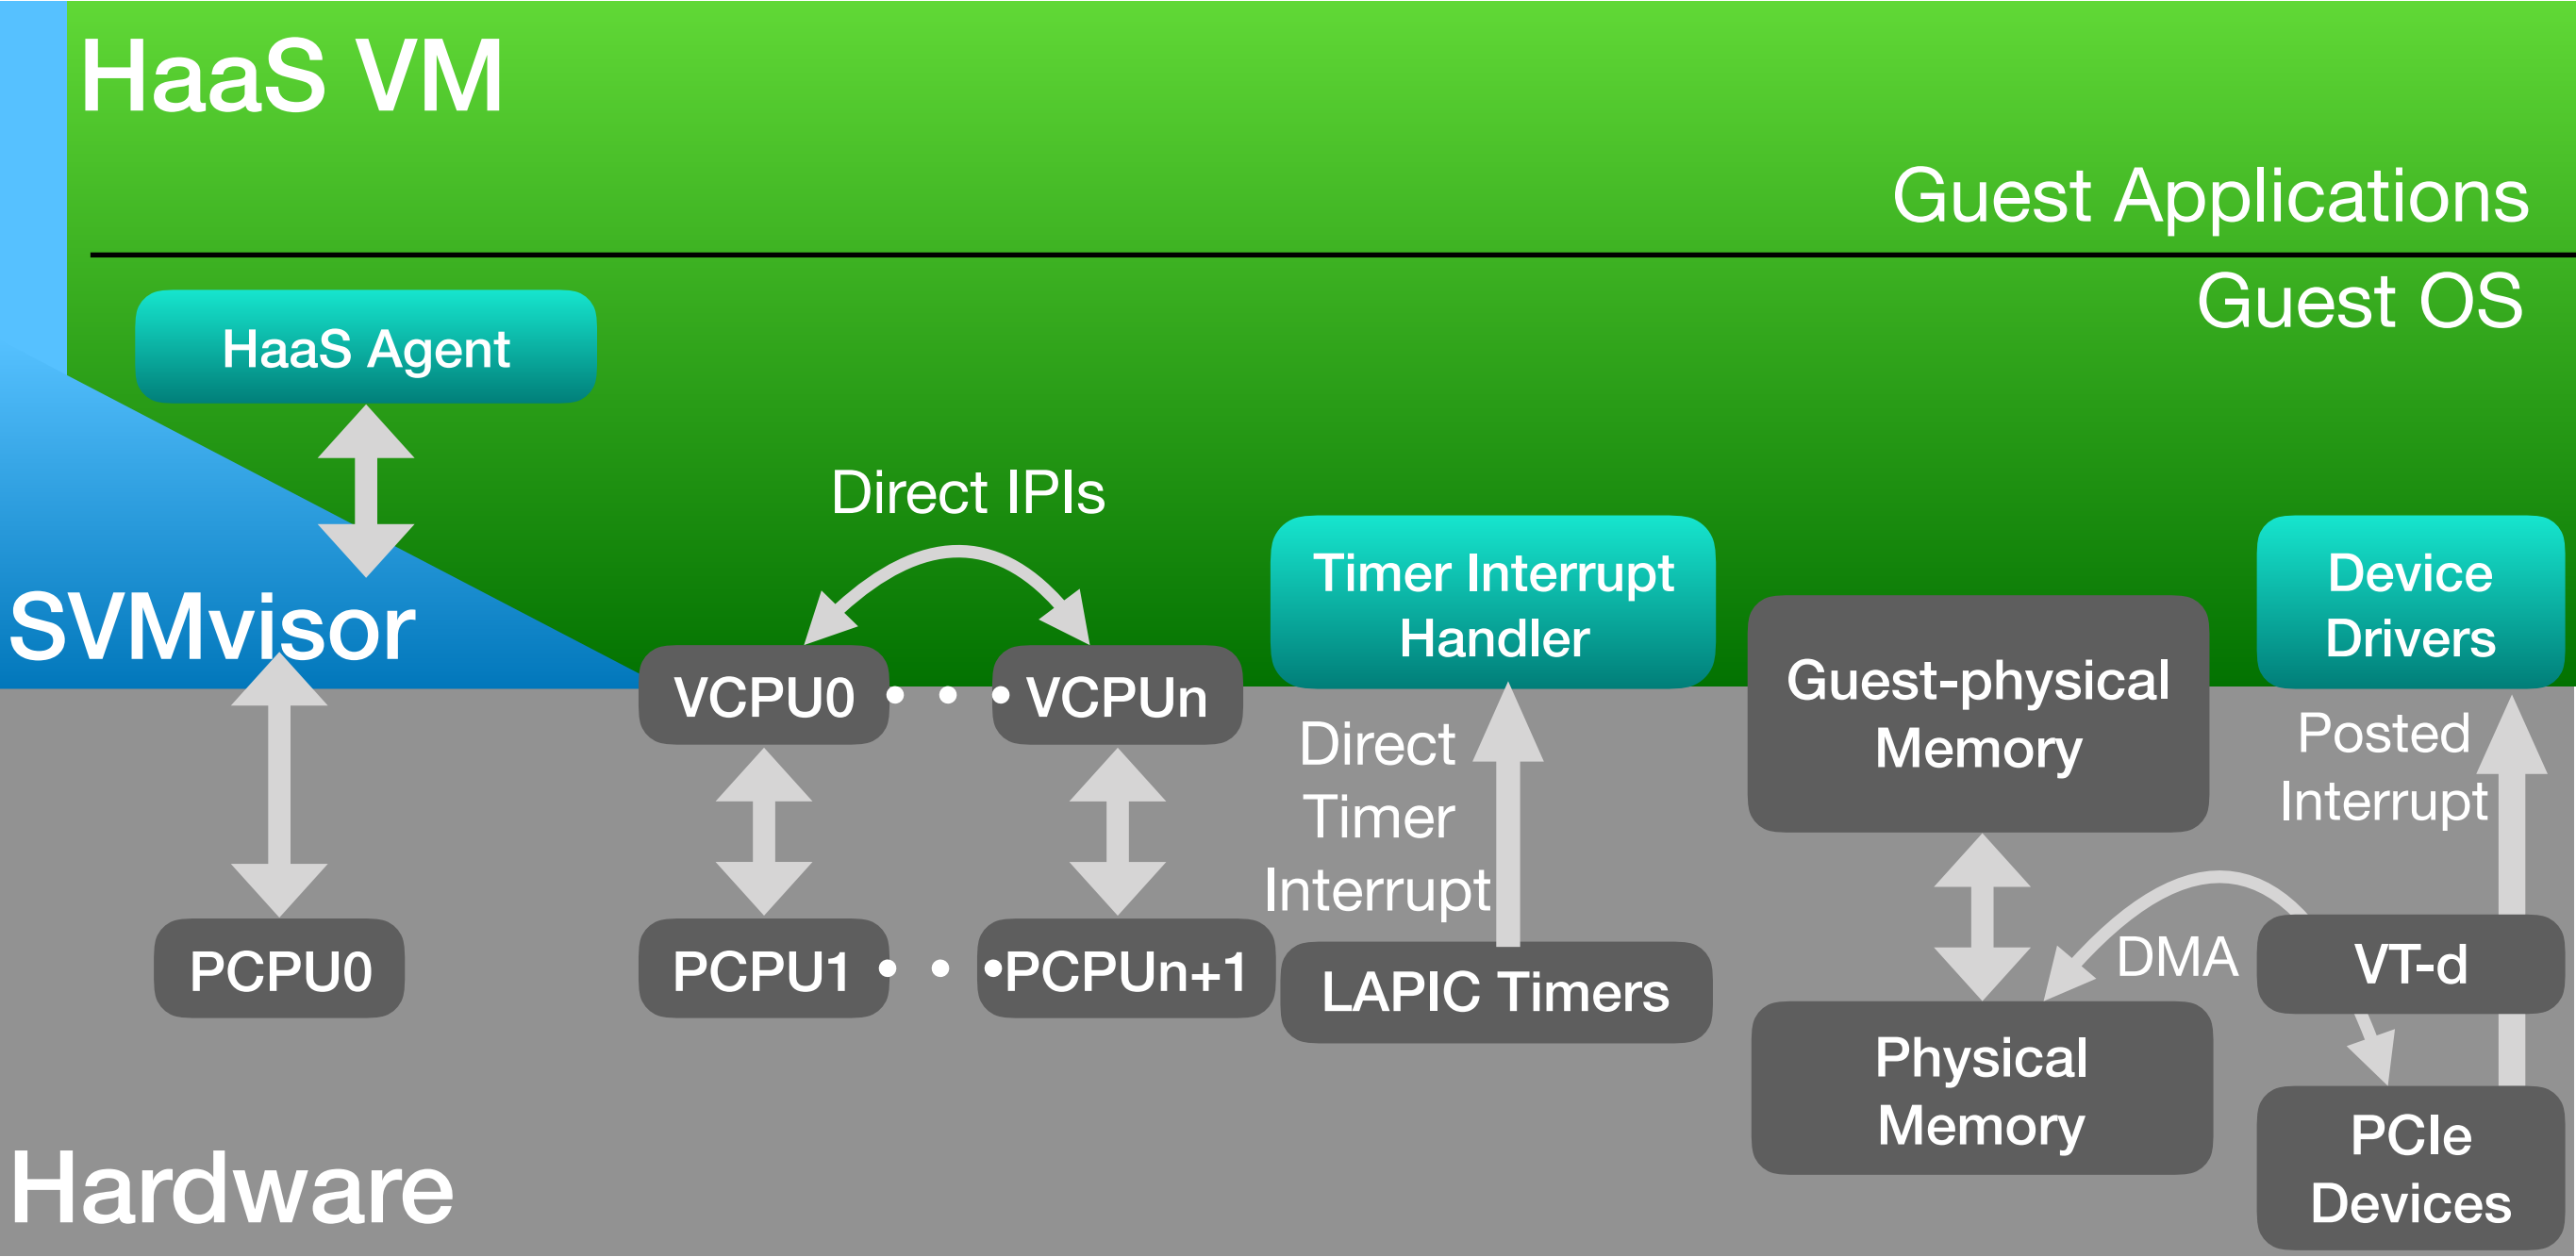 HaaS VM
Guest Applications
Guest OS
HaaS Agent
Direct IPIs
SVMvisor
VCPU0
VCPUn
Timer Interrupt
Handler
Guest-physical
Memory
Device
Drivers
Direct
Timer
Interrupt
Posted
Interrupt
PCPU0
PCPU1
PCPUn+1
LAPIC Timers
DMA
VT-d
Physical
Memory
PCIe
Devices
Hardware